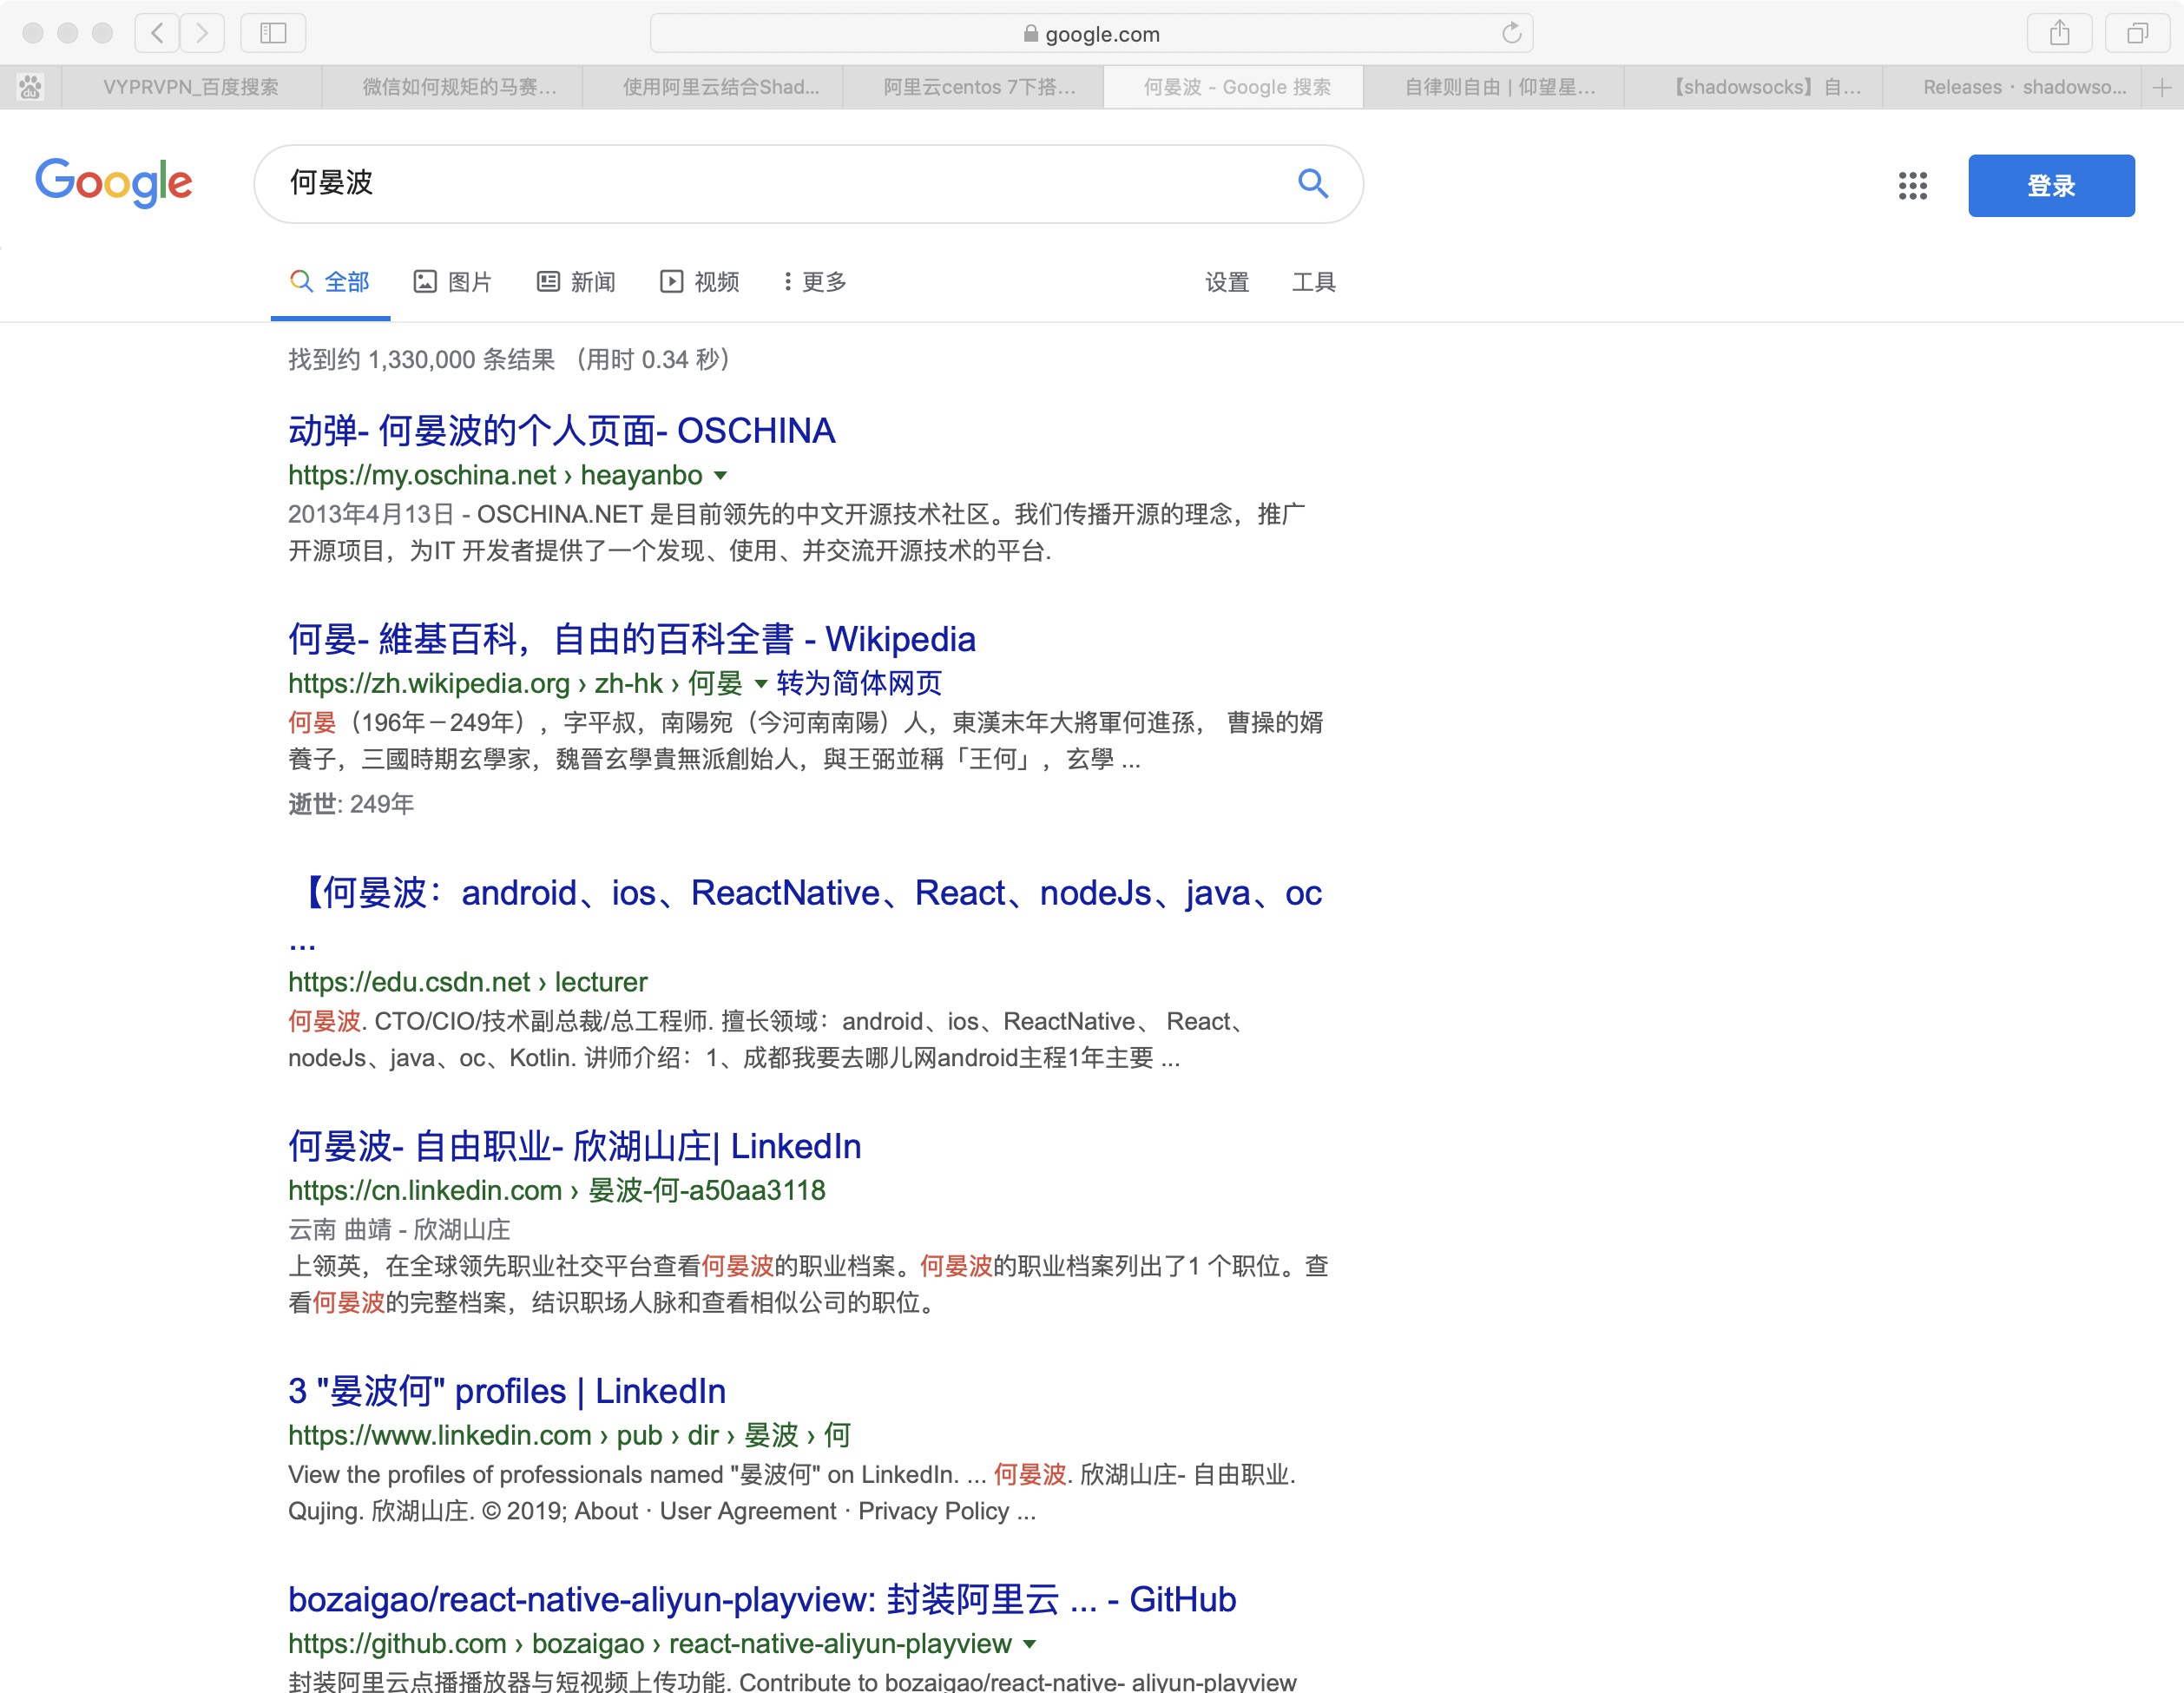 google.com
VYPRVPN_百度搜索
微信如何规矩的马赛...
使用阿里云结合Shad...
阿里云centos 7下搭...
何晏波 - Google 搜索
自律则自由 | 仰望星...
【shadowsocks】自...
Releases · shadowso...
Google
何晏波
登录
全部
图片
新闻
视频
更多
设置
工具
找到约 1,330,000 条结果 （用时 0.34 秒）
动弹- 何晏波的个人页面- OSCHINA
https://my.oschina.net › heayanbo
2013年4月13日 - OSCHINA.NET 是目前领先的中文开源技术社区。我们传播开源的理念，推广
开源项目，为IT 开发者提供了一个发现、使用、并交流开源技术的平台.
何晏- 維基百科，自由的百科全書 - Wikipedia
https://zh.wikipedia.org › zh-hk › 何晏 转为简体网页
何晏（196年－249年），字平叔，南陽宛（今河南南陽）人，東漢末年大將軍何進孫， 曹操的婿
養子，三國時期玄學家，魏晉玄學貴無派創始人，與王弼並稱「王何」，玄學 ...
逝世: 249年
【何晏波：android、ios、ReactNative、React、nodeJs、java、oc
...
https://edu.csdn.net › lecturer
何晏波. CTO/CIO/技术副总裁/总工程师. 擅长领域：android、ios、ReactNative、 React、
nodeJs、java、oc、Kotlin. 讲师介绍：1、成都我要去哪儿网android主程1年主要 ...
何晏波- 自由职业- 欣湖山庄| LinkedIn
https://cn.linkedin.com › 晏波-何-a50aa3118
云南 曲靖 - 欣湖山庄
上领英，在全球领先职业社交平台查看何晏波的职业档案。何晏波的职业档案列出了1 个职位。查
看何晏波的完整档案，结识职场人脉和查看相似公司的职位。
3 "晏波何" profiles | LinkedIn
https://www.linkedin.com › pub › dir › 晏波 › 何
View the profiles of professionals named "晏波何" on LinkedIn. ... 何晏波. 欣湖山庄- 自由职业.
Qujing. 欣湖山庄. © 2019; About · User Agreement · Privacy Policy ...
bozaigao/react-native-aliyun-playview: 封装阿里云 ... - GitHub
https://github.com › bozaigao › react-native-aliyun-playview
封装阿里云点播播放器与短视频上传功能. Contribute to bozaigao/react-native- aliyun-playview